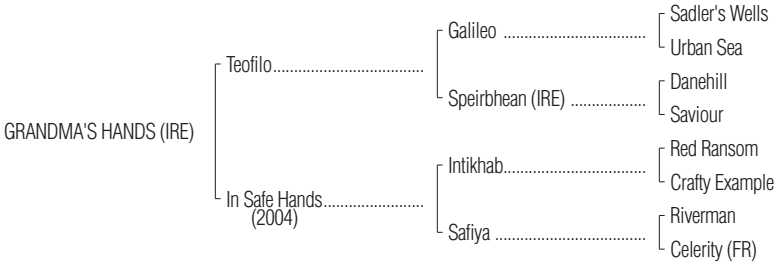 Sadler's Wells
Galileo ..................................
Urban Sea
Teofilo...................................
Danehill
Speirbhean (IRE) ..................
Saviour
GRANDMA'S HANDS (IRE)
Red Ransom
Intikhab..................................
Crafty Example
In Safe Hands.......................
(2004)
Riverman
Safiya ....................................
Celerity (FR)